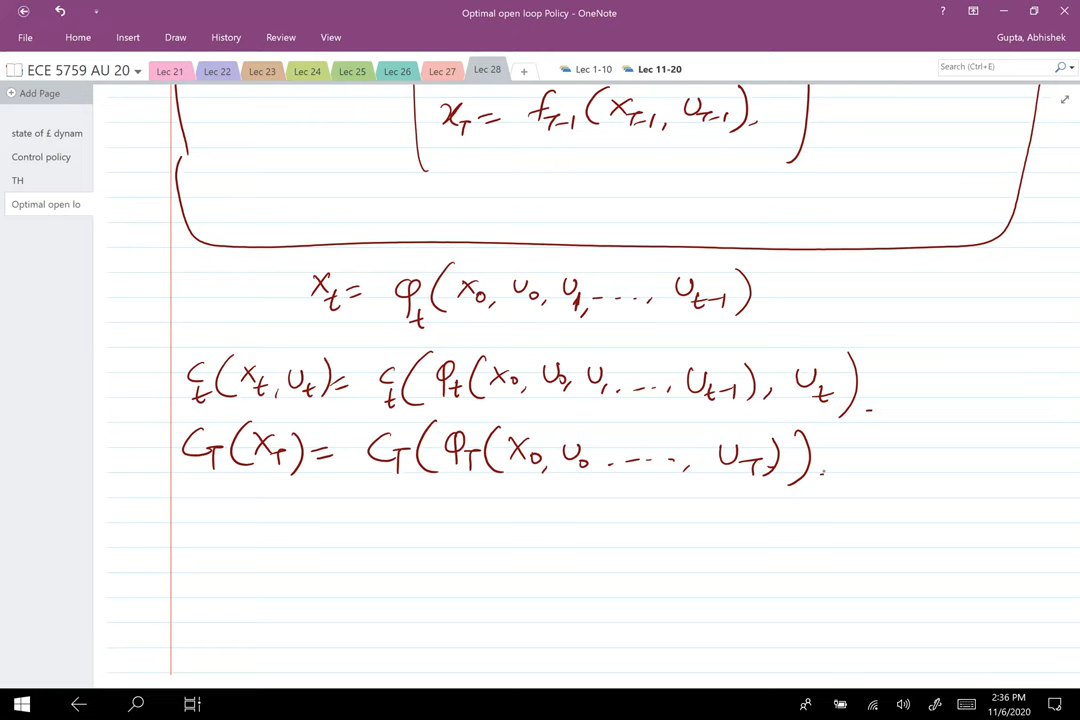 Optimal open loop Policy - OneNote
File Home Insert Draw History Review View Gupta, Abhishek
ECE 5759 AU 20 Lec 21 Lec 22 Lec 23 Lec 24 Lec 25 Lec 26 Lec 27 Lec 28 Lec 1-10 Lec 11-20 Search (Ctrl+E)
Add Page
state of £ dynam
Control policy
TH
Optimal open lo
x_T = f_{T-1}(x_{T-1}, u_{T-1}).
x_t = φ_t(x_0, u_0, u_1, ...., u_{t-1})
c_t(x_t, u_t) = c_t(φ_t(x_0, u_0, u_1 ...., u_{t-1}), u_t).
c_T(x_T) = c_T(φ_T(x_0, u_0 ....., u_{T-1})).
2:36 PM
11/6/2020